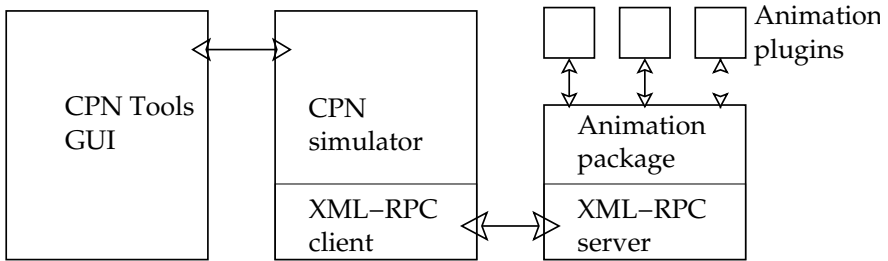 CPN Tools
GUI
CPN
simulator
XML−RPC
client
Animation
plugins
Animation
package
XML−RPC
server